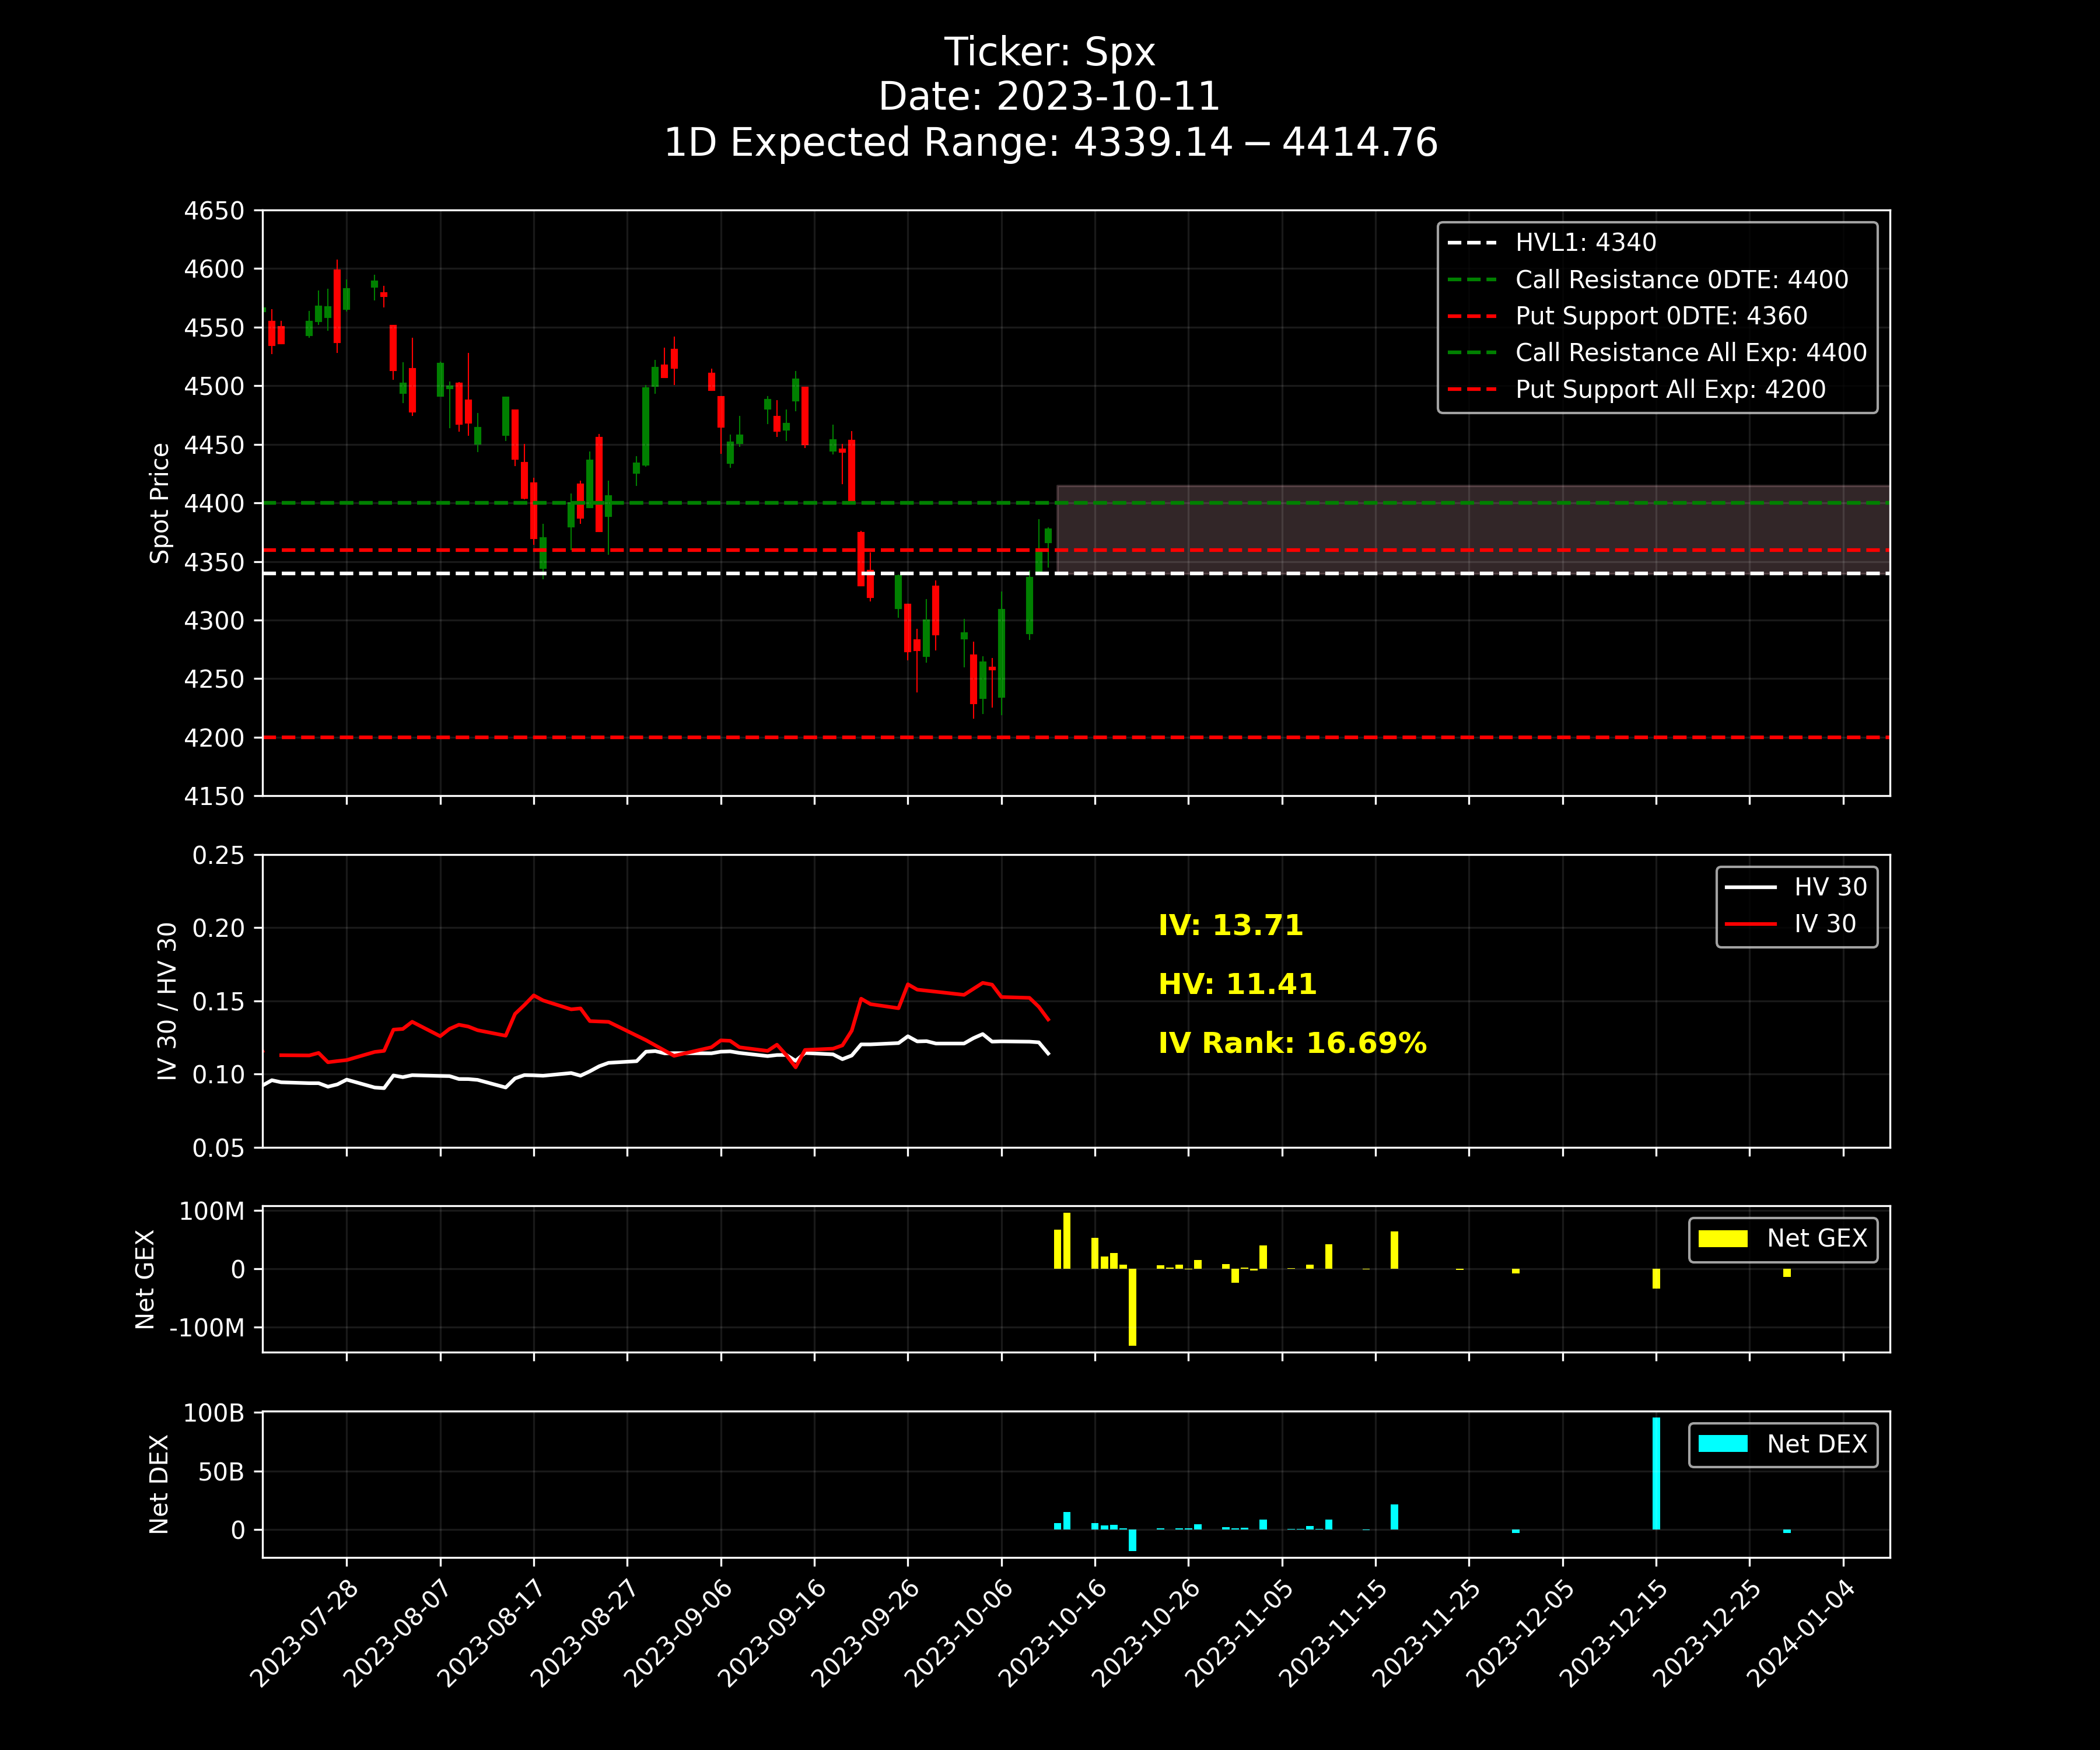 Ticker: Spx
Date: 2023-10-11
1D Expected Range: 4339.14 − 4414.76
4650
4600
4550
4500
4450
4400
4350
4300
4250
4200
4150
Spot Price
HVL1: 4340
Call Resistance 0DTE: 4400
Put Support 0DTE: 4360
Call Resistance All Exp: 4400
Put Support All Exp: 4200
0.25
0.20
0.15
0.10
0.05
IV 30 / HV 30
IV: 13.71
HV: 11.41
IV Rank: 16.69%
HV 30
IV 30
100M
0
-100M
Net GEX
Net GEX
100B
50B
0
Net DEX
Net DEX
2023-07-28
2023-08-07
2023-08-17
2023-08-27
2023-09-06
2023-09-16
2023-09-26
2023-10-06
2023-10-16
2023-10-26
2023-11-05
2023-11-15
2023-11-25
2023-12-05
2023-12-15
2023-12-25
2024-01-04